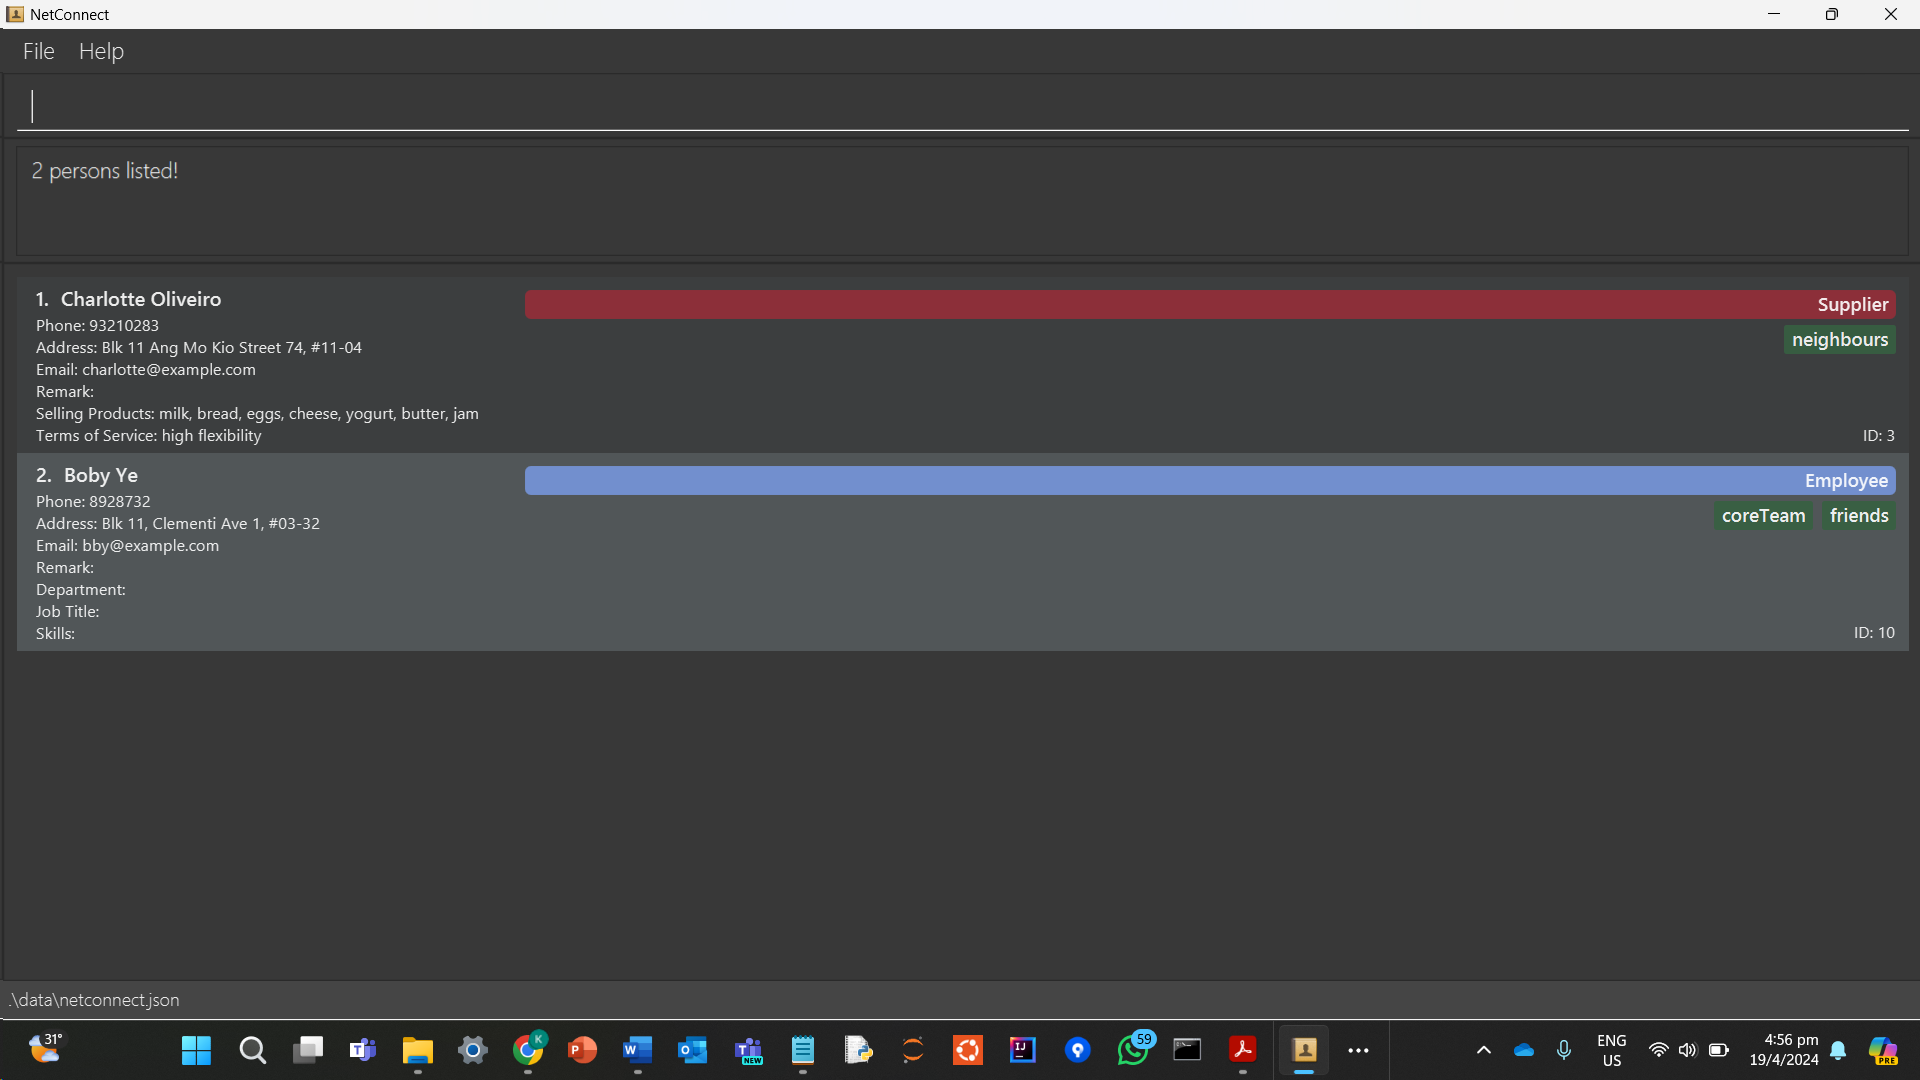 NetConnect
File Help
2 persons listed!
1. Charlotte Oliveiro
Supplier
Phone: 93210283
neighbours
Address: Blk 11 Ang Mo Kio Street 74, #11-04
Email: charlotte@example.com
Remark:
Selling Products: milk, bread, eggs, cheese, yogurt, butter, jam
Terms of Service: high flexibility
ID: 3
2. Boby Ye
Employee
Phone: 8928732
coreTeam friends
Address: Blk 11, Clementi Ave 1, #03-32
Email: bby@example.com
Remark:
Department:
Job Title:
Skills:
ID: 10
.\data\netconnect.json
31°
K
NEW
59
ENG
US
4:56 pm
19/4/2024
PRE